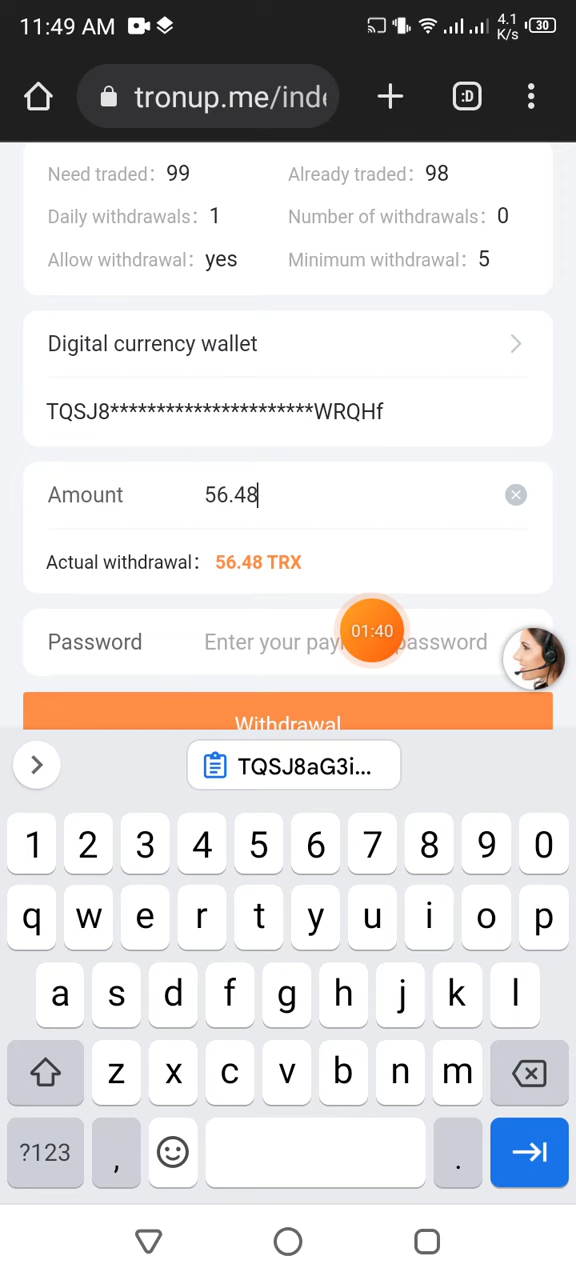 11:49 AM 4.1 K/s 30
tronup.me/inde
:D
Need traded: 99 Already traded: 98
Daily withdrawals: 1 Number of withdrawals: 0
Allow withdrawal: yes Minimum withdrawal: 5
Digital currency wallet
TQSJ8**********************WRQHf
Amount 56.48
Actual withdrawal: 56.48 TRX
Password Enter your pay password
01:40
Withdrawal
TQSJ8aG3i...
1 2 3 4 5 6 7 8 9 0
q w e r t y u i o p
a s d f g h j k l
z x c v b n m
?123 , .